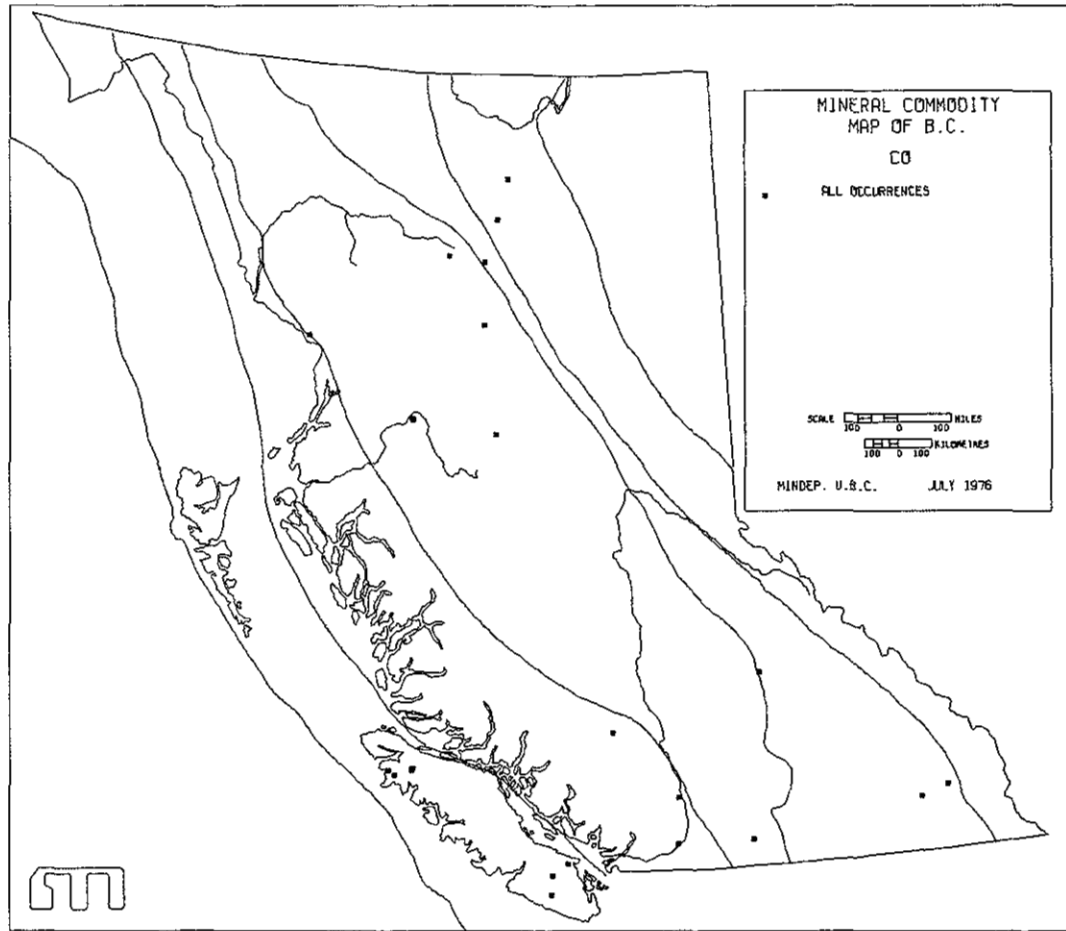 MINERAL COMMODITY
MAP OF B.C.
CO
ALL OCCURRENCES
SCALE 100 0 100 MILES
100 0 100 KILOMETRES
MINDEP. U.B.C. JULY 1976